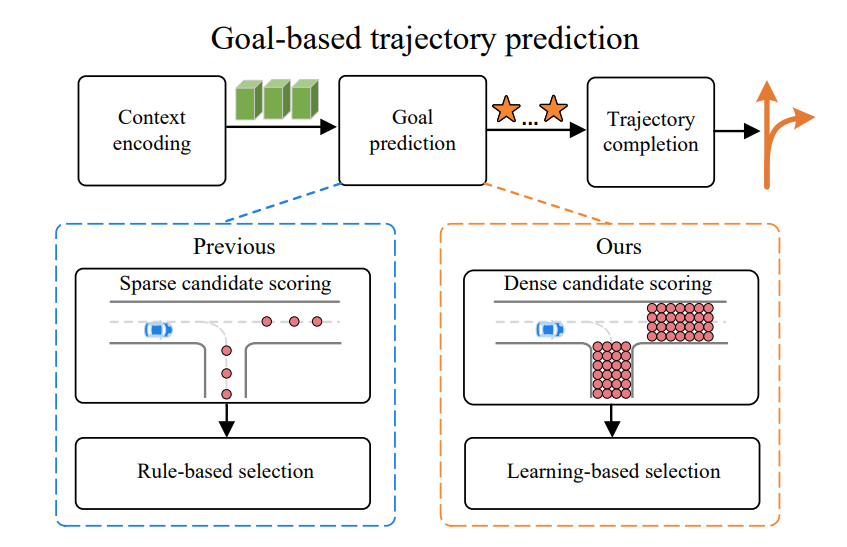 Goal-based trajectory prediction
Context
encoding
Goal
prediction
...
Trajectory
completion
Previous
Sparse candidate scoring
Rule-based selection
Ours
Dense candidate scoring
Learning-based selection